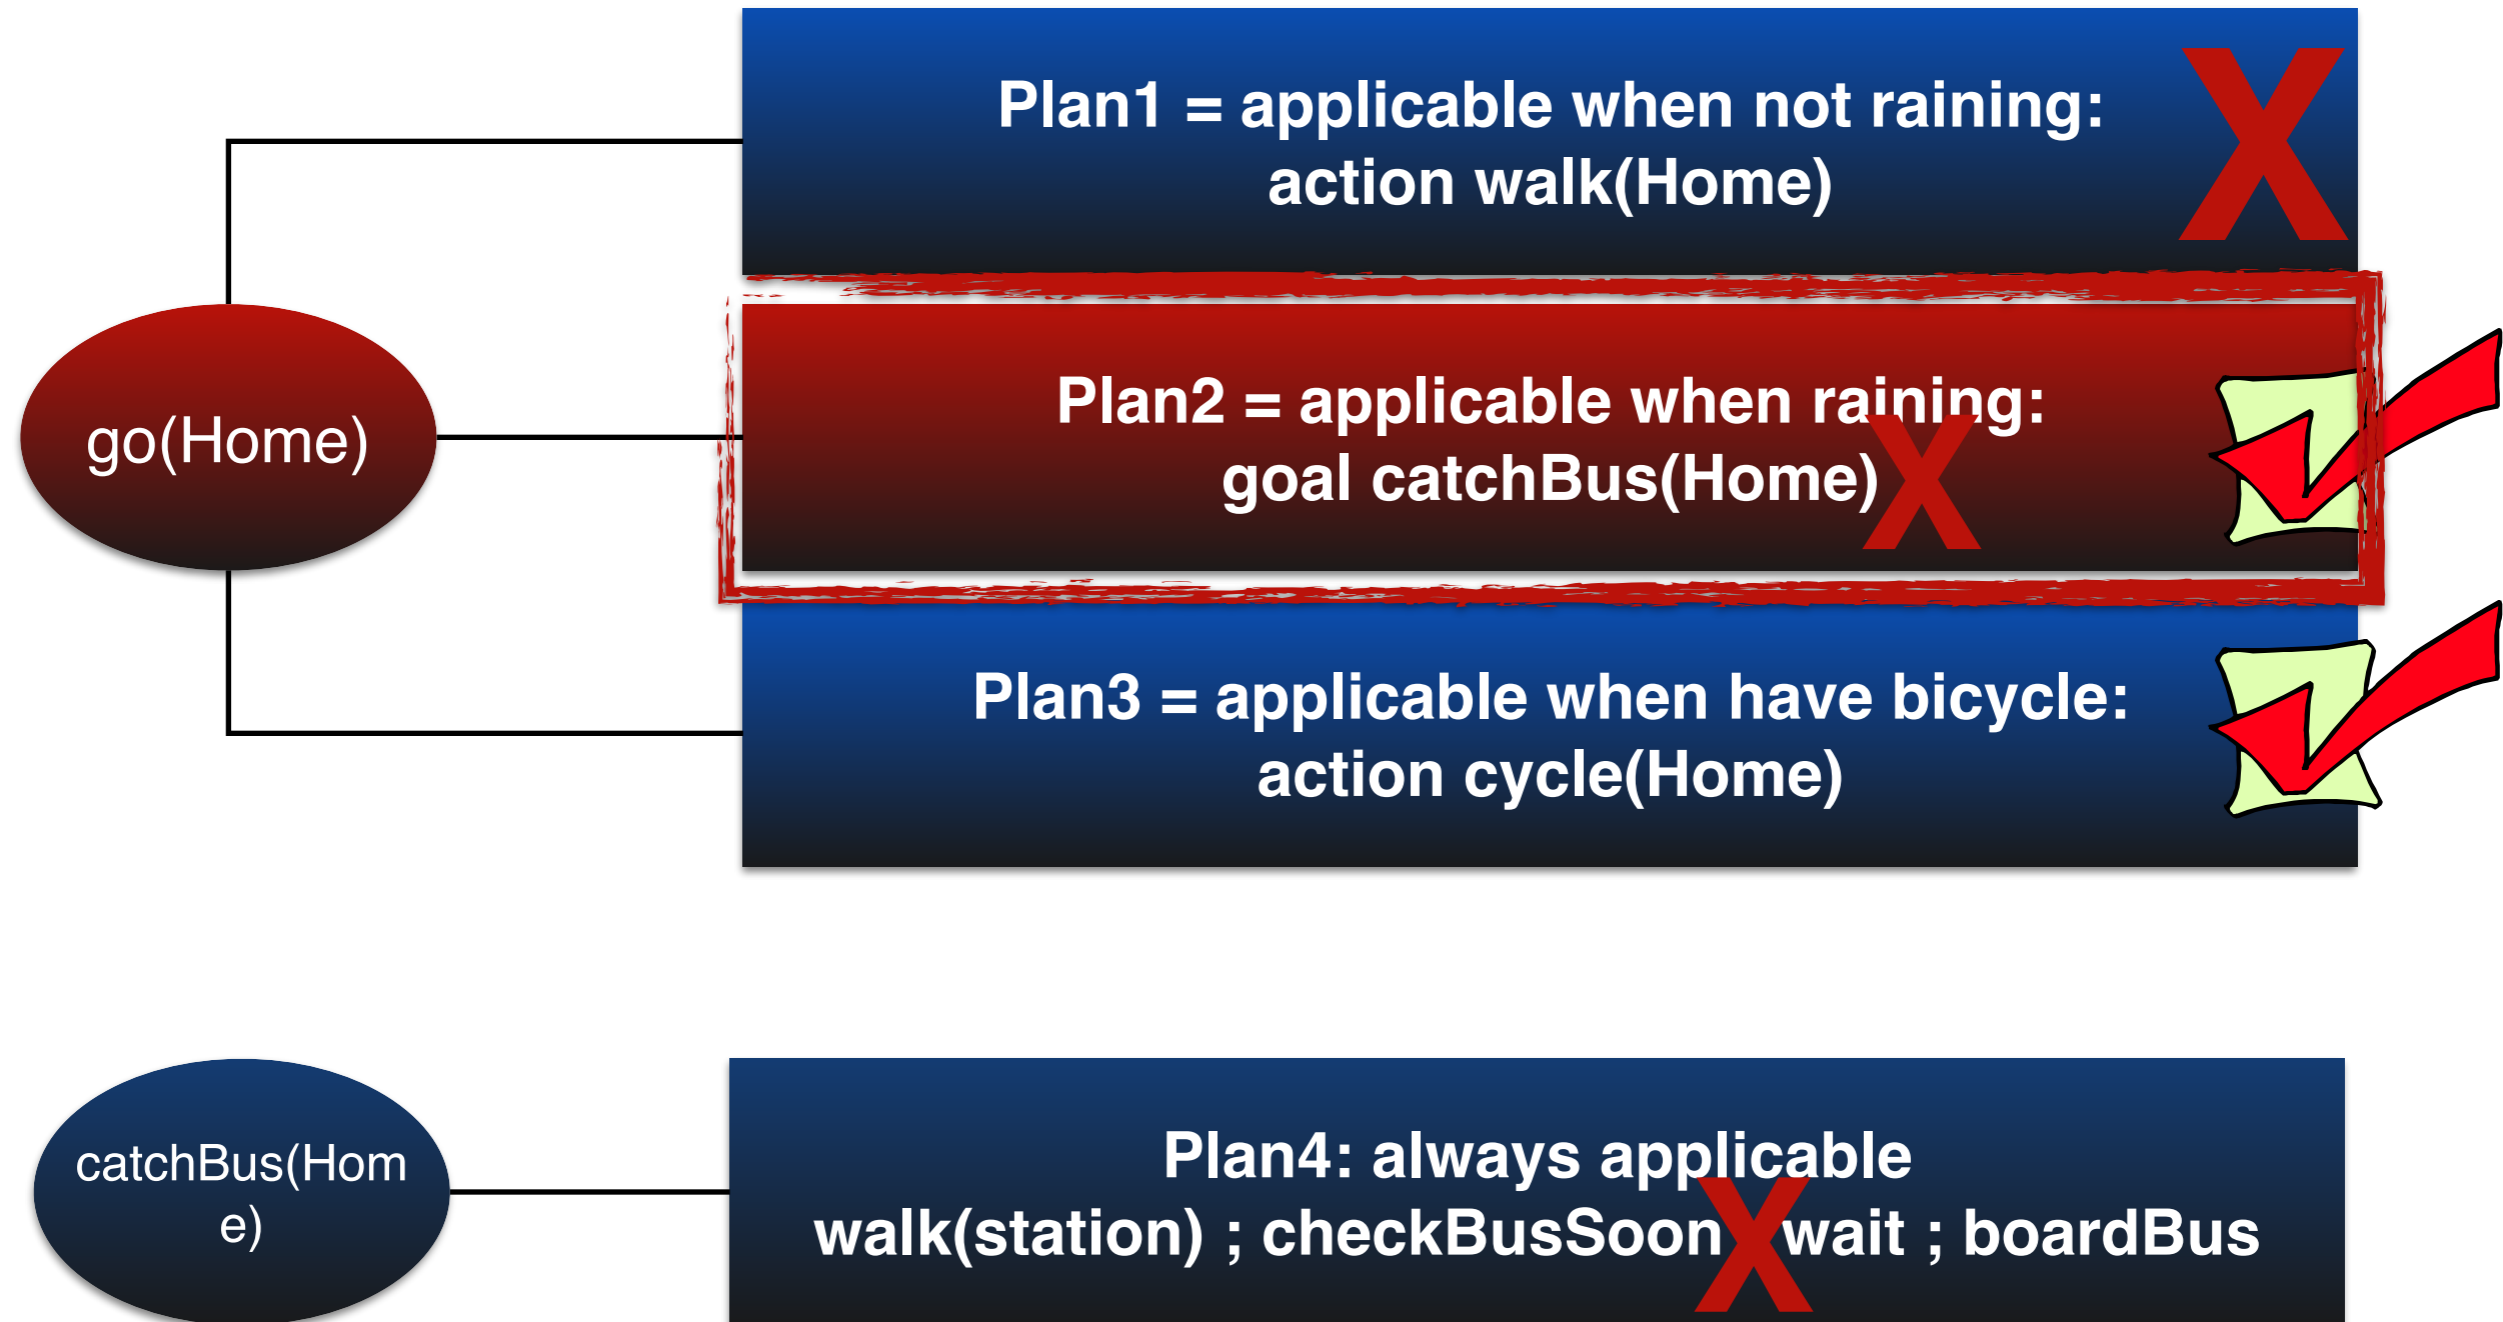 Plan1 = applicable when not raining:
action walk(Home)
X
go(Home)
Plan2 = applicable when raining:
goal catchBus(Home)
X
Plan3 = applicable when have bicycle:
action cycle(Home)
catchBus(Hom
e)
Plan4: always applicable
walk(station) ; checkBusSoon X wait ; boardBus